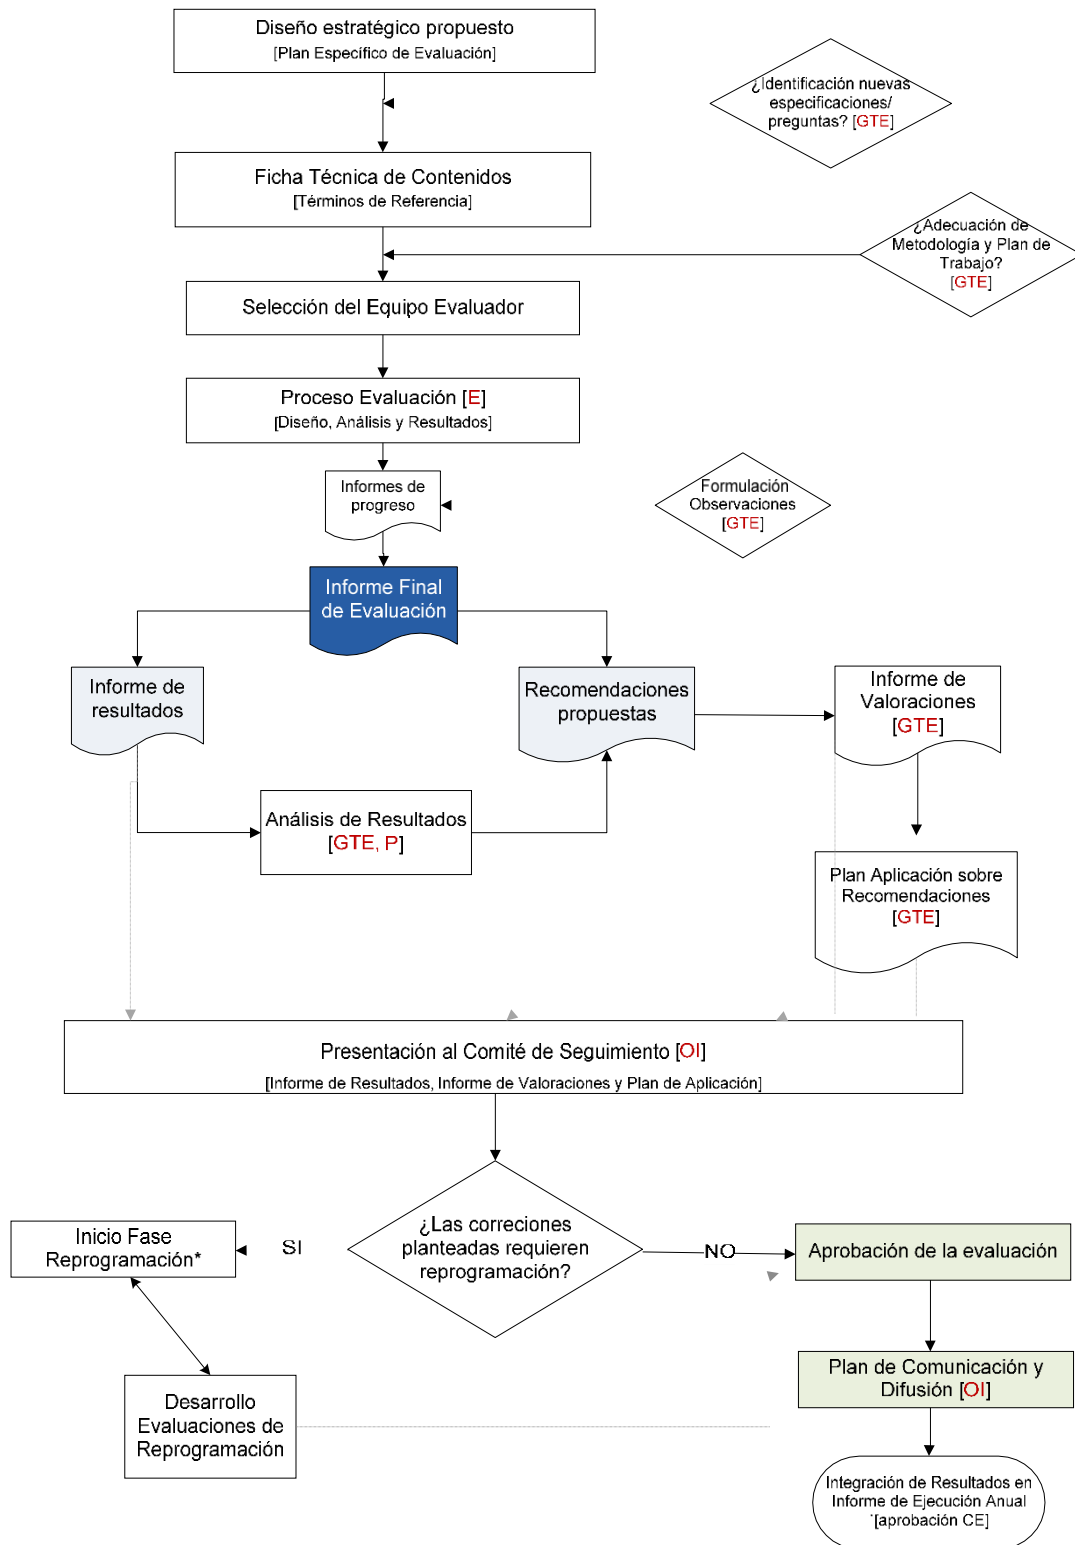 Diseño estratégico propuesto
[Plan Específico de Evaluación]
¿Identificación nuevas
especificaciones/
preguntas? [GTE]
Ficha Técnica de Contenidos
[Términos de Referencia]
¿Adecuación de
Metodología y Plan de
Trabajo?
[GTE]
Selección del Equipo Evaluador
Proceso Evaluación [E]
[Diseño, Análisis y Resultados]
Informes de
progreso
Formulación
Observaciones
[GTE]
Informe Final
de Evaluación
Informe de
resultados
Recomendaciones
propuestas
Informe de
Valoraciones
[GTE]
Análisis de Resultados
[GTE, P]
Plan Aplicación sobre
Recomendaciones
[GTE]
Presentación al Comité de Seguimiento [OI]
[Informe de Resultados, Informe de Valoraciones y Plan de Aplicación]
¿Las correciones
planteadas requieren
reprogramación?
Inicio Fase
Reprogramación*
SI
NO
Aprobación de la evaluación
Plan de Comunicación y
Difusión [OI]
Desarrollo
Evaluaciones de
Reprogramación
Integración de Resultados en
Informe de Ejecución Anual
*[aprobación CE]